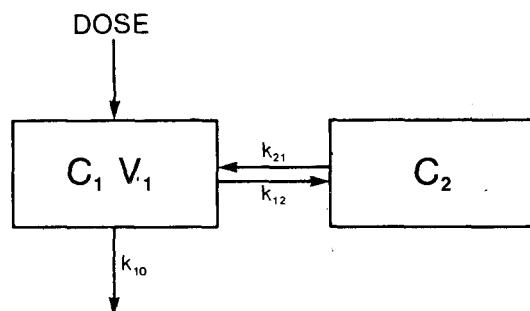 DOSE
C₁ V₁
k₂₁
k₁₂
C₂
k₁₀